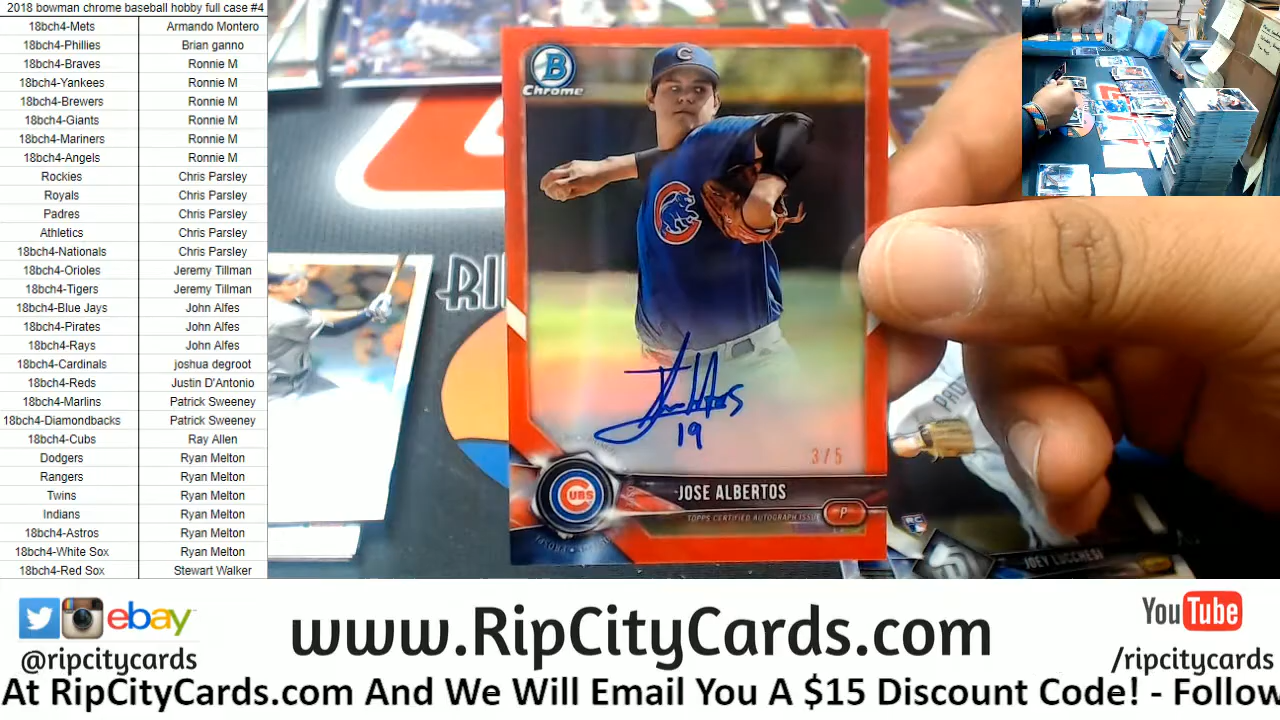 2018 bowman chrome baseball hobby full case #4
18bch4-Mets Armando Montero
18bch4-Phillies Brian ganno
18bch4-Braves Ronnie M
18bch4-Yankees Ronnie M
18bch4-Brewers Ronnie M
18bch4-Giants Ronnie M
18bch4-Mariners Ronnie M
18bch4-Angels Ronnie M
Rockies Chris Parsley
Royals Chris Parsley
Padres Chris Parsley
Athletics Chris Parsley
18bch4-Nationals Chris Parsley
18bch4-Orioles Jeremy Tillman
18bch4-Tigers Jeremy Tillman
18bch4-Blue Jays John Alfes
18bch4-Pirates John Alfes
18bch4-Rays John Alfes
18bch4-Cardinals joshua degroot
18bch4-Reds Justin D'Antonio
18bch4-Marlins Patrick Sweeney
18bch4-Diamondbacks Patrick Sweeney
18bch4-Cubs Ray Allen
Dodgers Ryan Melton
Rangers Ryan Melton
Twins Ryan Melton
Indians Ryan Melton
18bch4-Astros Ryan Melton
18bch4-White Sox Ryan Melton
18bch4-Red Sox Stewart Walker
B
Chrome
C
RI
19
3/5
CUBS
JOSE ALBERTOS
TOPPS CERTIFIED AUTOGRAPH ISSUE
P
PAD
RC
JOEY LUCCHESI
ebay
@ripcitycards
www.RipCityCards.com
YouTube
/ripcitycards
At RipCityCards.com And We Will Email You A $15 Discount Code! - Follow